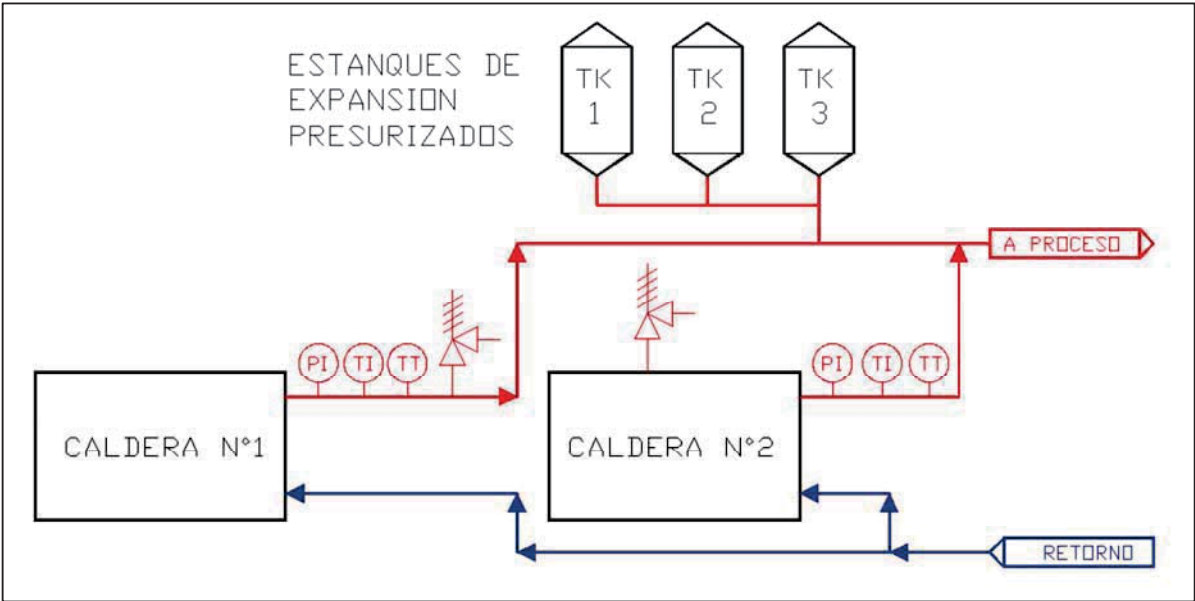 ESTANQUES DE
EXPANSION
PRESURIZADOS
TK
1
TK
2
TK
3
A PROCESO
PI
TI
TT
PI
TI
TT
CALDERA N°1
CALDERA N°2
RETORNO